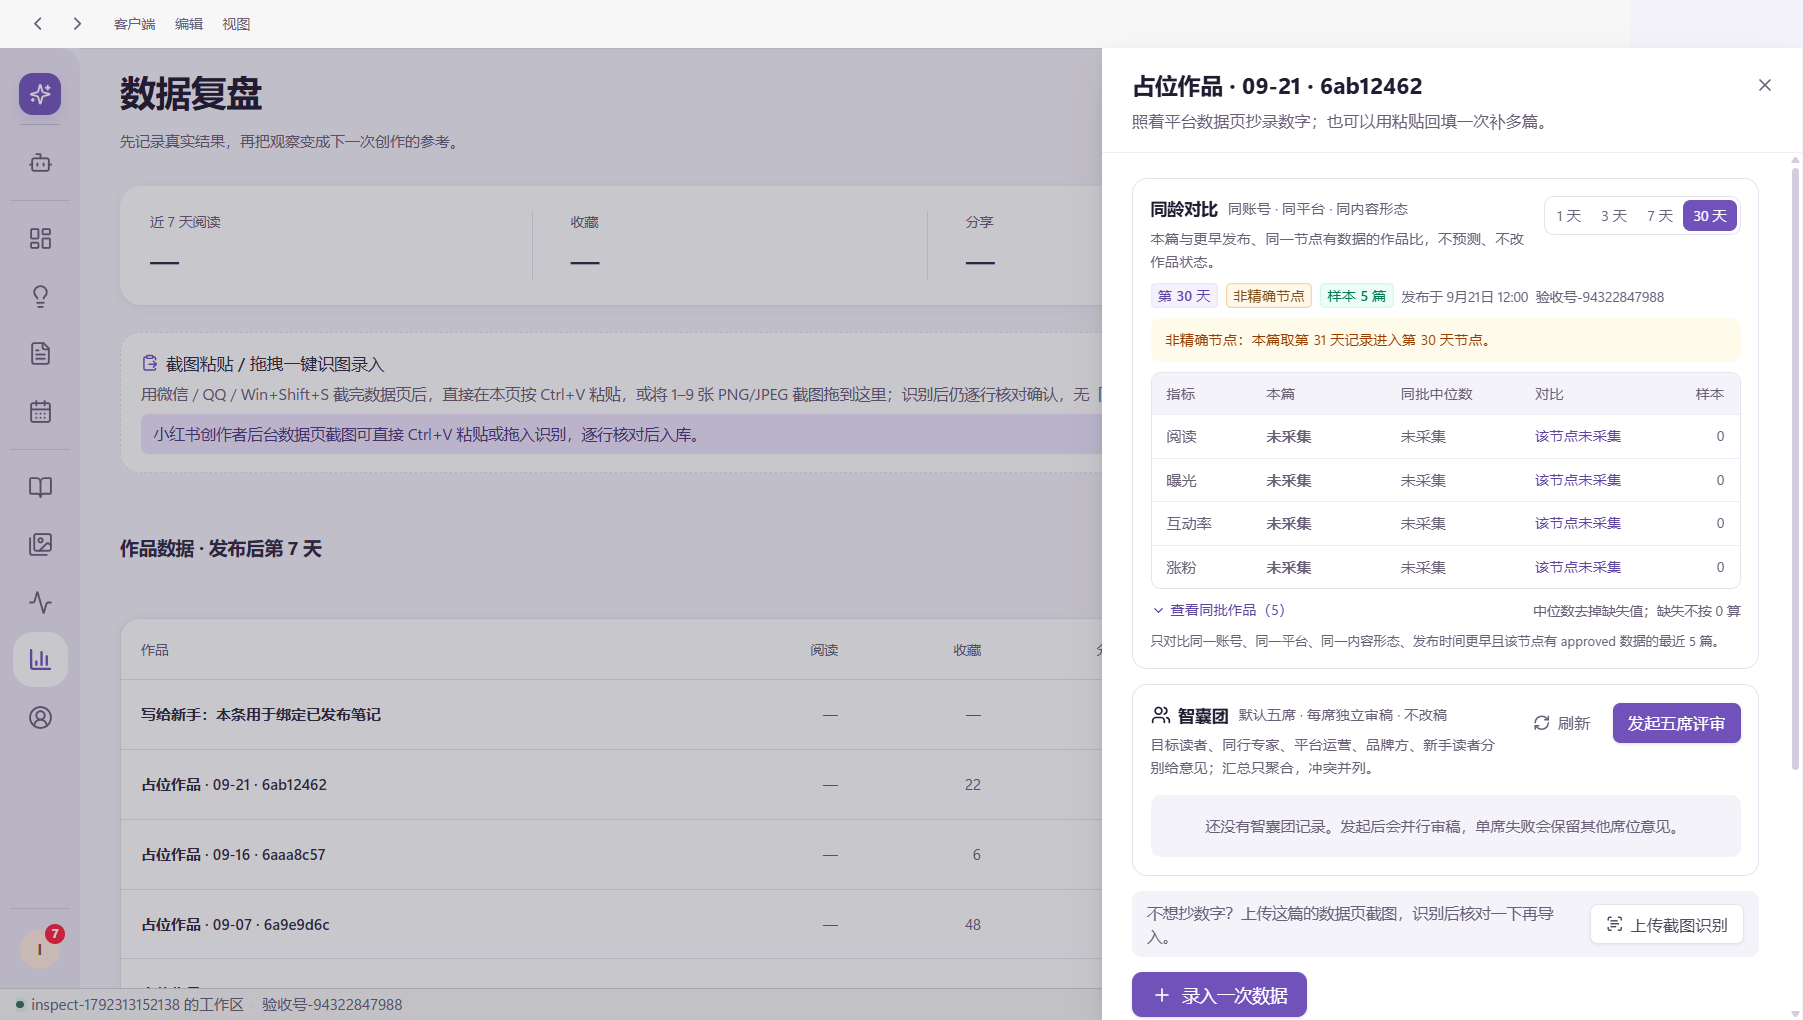 客户端 编辑 视图
数据复盘
先记录真实结果，再把观察变成下一次创作的参考。
近 7 天阅读 收藏 分享
— — —
截图粘贴 / 拖拽一键识图录入
用微信 / QQ / Win+Shift+S 截完数据页后，直接在本页按 Ctrl+V 粘贴，或将 1–9 张 PNG/JPEG 截图拖到这里；识别后仍逐行核对确认，无
小红书创作者后台数据页截图可直接 Ctrl+V 粘贴或拖入识别，逐行核对后入库。
作品数据 · 发布后第 7 天
作品 阅读 收藏
写给新手：本条用于绑定已发布笔记 — —
占位作品 · 09-21 · 6ab12462 — 22
占位作品 · 09-16 · 6aaa8c57 — 6
占位作品 · 09-07 · 6a9e9d6c — 48
7
I
inspect-1792313152138 的工作区 · 验收号-94322847988
占位作品 · 09-21 · 6ab12462
照着平台数据页抄录数字；也可以用粘贴回填一次补多篇。
同龄对比 同账号 · 同平台 · 同内容形态
1 天 3 天 7 天 30 天
本篇与更早发布、同一节点有数据的作品比，不预测、不改
作品状态。
第 30 天 非精确节点 样本 5 篇 发布于 9月21日 12:00 验收号-94322847988
非精确节点：本篇取第 31 天记录进入第 30 天节点。
指标 本篇 同批中位数 对比 样本
阅读 未采集 未采集 该节点未采集 0
曝光 未采集 未采集 该节点未采集 0
互动率 未采集 未采集 该节点未采集 0
涨粉 未采集 未采集 该节点未采集 0
查看同批作品（5） 中位数去掉缺失值；缺失不按 0 算
只对比同一账号、同一平台、同一内容形态、发布时间更早且该节点有 approved 数据的最近 5 篇。
智囊团 默认五席 · 每席独立审稿 · 不改稿
刷新 发起五席评审
目标读者、同行专家、平台运营、品牌方、新手读者分
别给意见；汇总只聚合，冲突并列。
还没有智囊团记录。发起后会并行审稿，单席失败会保留其他席位意见。
不想抄数字？上传这篇的数据页截图，识别后核对一下再导
入。
上传截图识别
录入一次数据